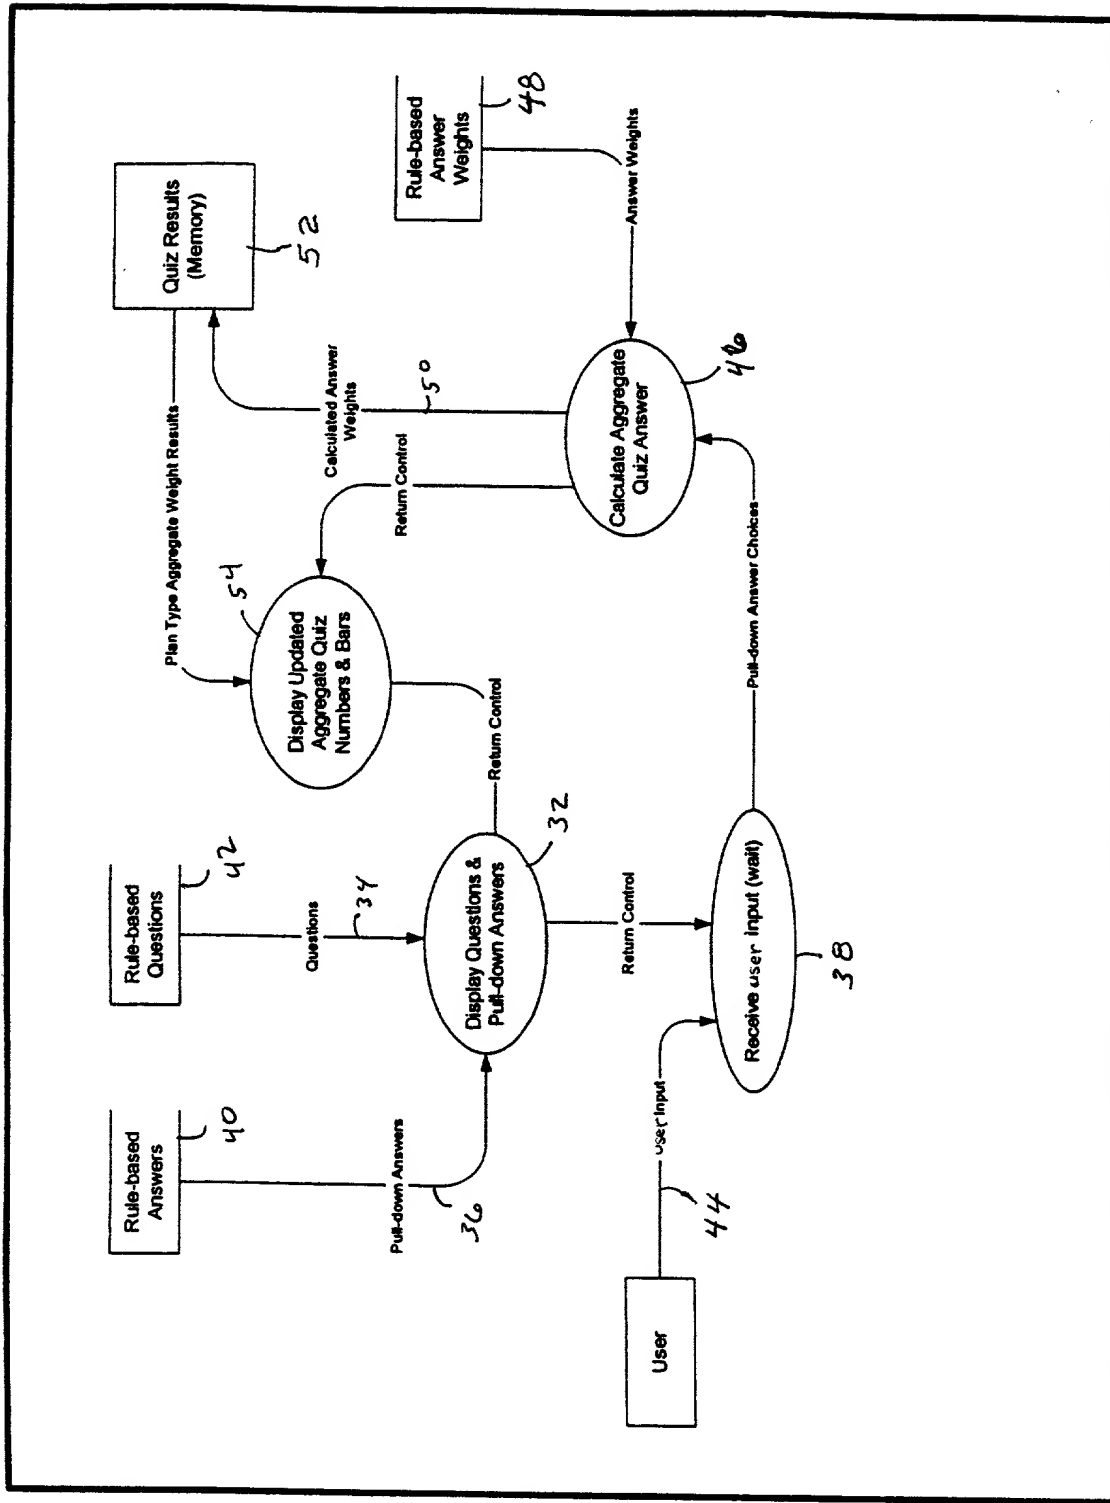 Rule-based
Answers
40
Rule-based
Questions
42
Quiz Results
(Memory)
52
Plan Type Aggregate Weight Results
54
Display Updated
Aggregate Quiz
Numbers & Bars
Questions
34
Pull-down Answers
36
Calculated Answer
Weights
50
Return Control
Rule-based
Answer
Weights
48
Display Questions &
Pull-down Answers
32
Return Control
Answer Weights
Calculate Aggregate
Quiz Answer
46
Return Control
User
User Input
44
Receive user Input (wait)
38
Pull-down Answer Choices